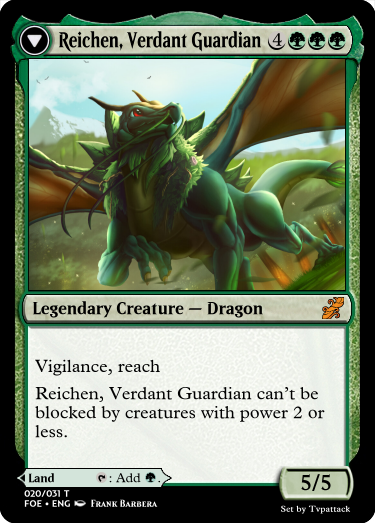 Reichen, Verdant Guardian 4
Legendary Creature — Dragon
Vigilance, reach
Reichen, Verdant Guardian can't be
blocked by creatures with power 2 or
less.
Land : Add .
5/5
020/031 T
FOE • ENG Frank Barbera
Set by Tvpattack